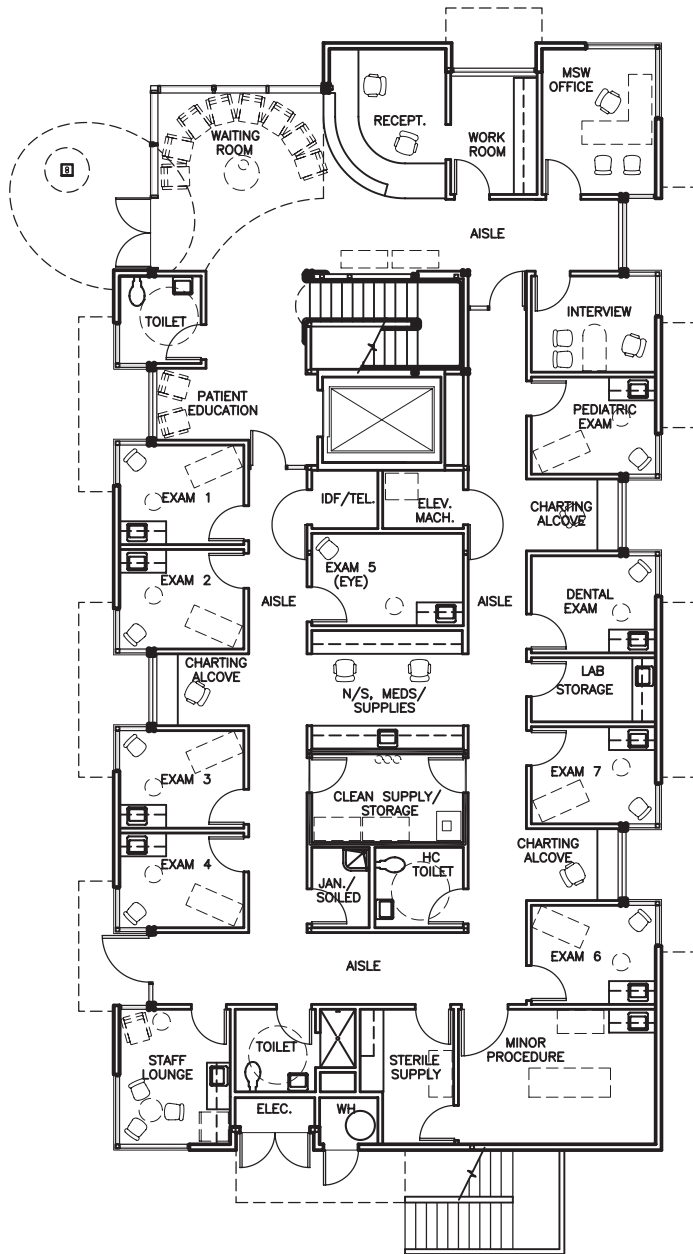 MSW
OFFICE
WAITING
ROOM
RECEPT.
WORK
ROOM
AISLE
TOILET
INTERVIEW
PATIENT
EDUCATION
PEDIATRIC
EXAM
EXAM 1
IDF/TEL.
ELEV.
MACH.
CHARTING
ALCOVE
EXAM 2
EXAM 5
(EYE)
AISLE
AISLE
DENTAL
EXAM
CHARTING
ALCOVE
N/S, MEDS/
SUPPLIES
LAB
STORAGE
EXAM 3
CLEAN SUPPLY/
STORAGE
EXAM 7
EXAM 4
JAN./
SOILED
HC
TOILET
CHARTING
ALCOVE
AISLE
EXAM 6
STAFF
LOUNGE
TOILET
STERILE
SUPPLY
MINOR
PROCEDURE
ELEC.
WH